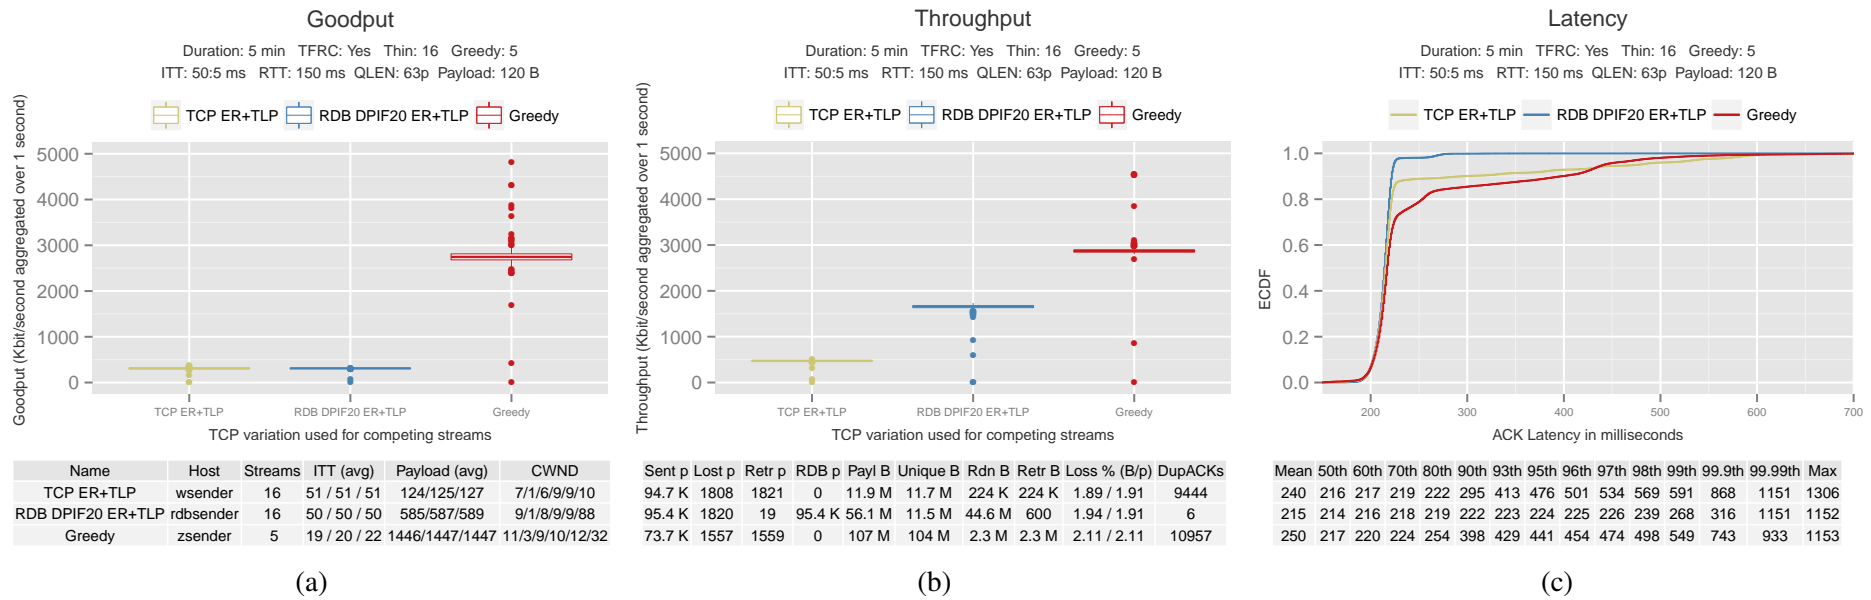 Goodput
Duration: 5 min TFRC: Yes Thin: 16 Greedy: 5
ITT: 50:5 ms RTT: 150 ms QLEN: 63p Payload: 120 B
TCP ER+TLP RDB DPIF20 ER+TLP Greedy
Goodput (Kbit/second aggregated over 1 second)
5000
4000
3000
2000
1000
0
TCP ER+TLP RDB DPIF20 ER+TLP Greedy
TCP variation used for competing streams
Name Host Streams ITT (avg) Payload (avg) CWND
TCP ER+TLP wsender 16 51 / 51 / 51 124/125/127 7/1/6/9/9/10
RDB DPIF20 ER+TLP rdbsender 16 50 / 50 / 50 585/587/589 9/1/8/9/9/88
Greedy zsender 5 19 / 20 / 22 1446/1447/1447 11/3/9/10/12/32
(a)
Throughput
Duration: 5 min TFRC: Yes Thin: 16 Greedy: 5
ITT: 50:5 ms RTT: 150 ms QLEN: 63p Payload: 120 B
TCP ER+TLP RDB DPIF20 ER+TLP Greedy
Throughput (Kbit/second aggregated over 1 second)
5000
4000
3000
2000
1000
0
TCP ER+TLP RDB DPIF20 ER+TLP Greedy
TCP variation used for competing streams
Sent p Lost p Retr p RDB p Payl B Unique B Rdn B Retr B Loss % (B/p) DupACKs
94.7 K 1808 1821 0 11.9 M 11.7 M 224 K 224 K 1.89 / 1.91 9444
95.4 K 1820 19 95.4 K 56.1 M 11.5 M 44.6 M 600 1.94 / 1.91 6
73.7 K 1557 1559 0 107 M 104 M 2.3 M 2.3 M 2.11 / 2.11 10957
(b)
Latency
Duration: 5 min TFRC: Yes Thin: 16 Greedy: 5
ITT: 50:5 ms RTT: 150 ms QLEN: 63p Payload: 120 B
TCP ER+TLP RDB DPIF20 ER+TLP Greedy
ECDF
1.0
0.8
0.6
0.4
0.2
0.0
200 300 400 500 600 700
ACK Latency in milliseconds
Mean 50th 60th 70th 80th 90th 93th 95th 96th 97th 98th 99th 99.9th 99.99th Max
240 216 217 219 222 295 413 476 501 534 569 591 868 1151 1306
215 214 216 218 219 222 223 224 225 226 239 268 316 1151 1152
250 217 220 224 254 398 429 441 454 474 498 549 743 933 1153
(c)